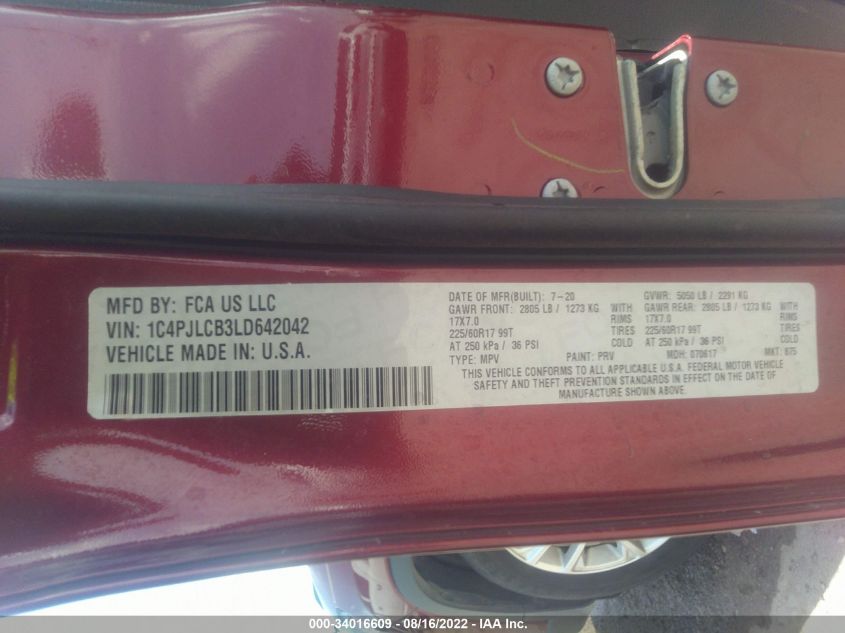 MFD BY: FCA US LLC
VIN: 1C4PJLCB3LD642042
VEHICLE MADE IN: U.S.A.
DATE OF MFR(BUILT): 7-20 GVWR: 5050 LB / 2291 KG
GAWR FRONT: 2805 LB / 1273 KG WITH GAWR REAR: 2805 LB / 1273 KG WITH
17X7.0 RIMS 17X7.0 RIMS
225/60R17 99T TIRES 225/60R17 99T TIRES
AT 250 kPa / 36 PSI COLD AT 250 kPa / 36 PSI COLD
TYPE: MPV PAINT: PRV MDH: 070617 MKT: 875
THIS VEHICLE CONFORMS TO ALL APPLICABLE U.S.A. FEDERAL MOTOR VEHICLE
SAFETY AND THEFT PREVENTION STANDARDS IN EFFECT ON THE DATE OF
MANUFACTURE SHOWN ABOVE.
000-34016609 - 08/16/2022 - IAAI.COM